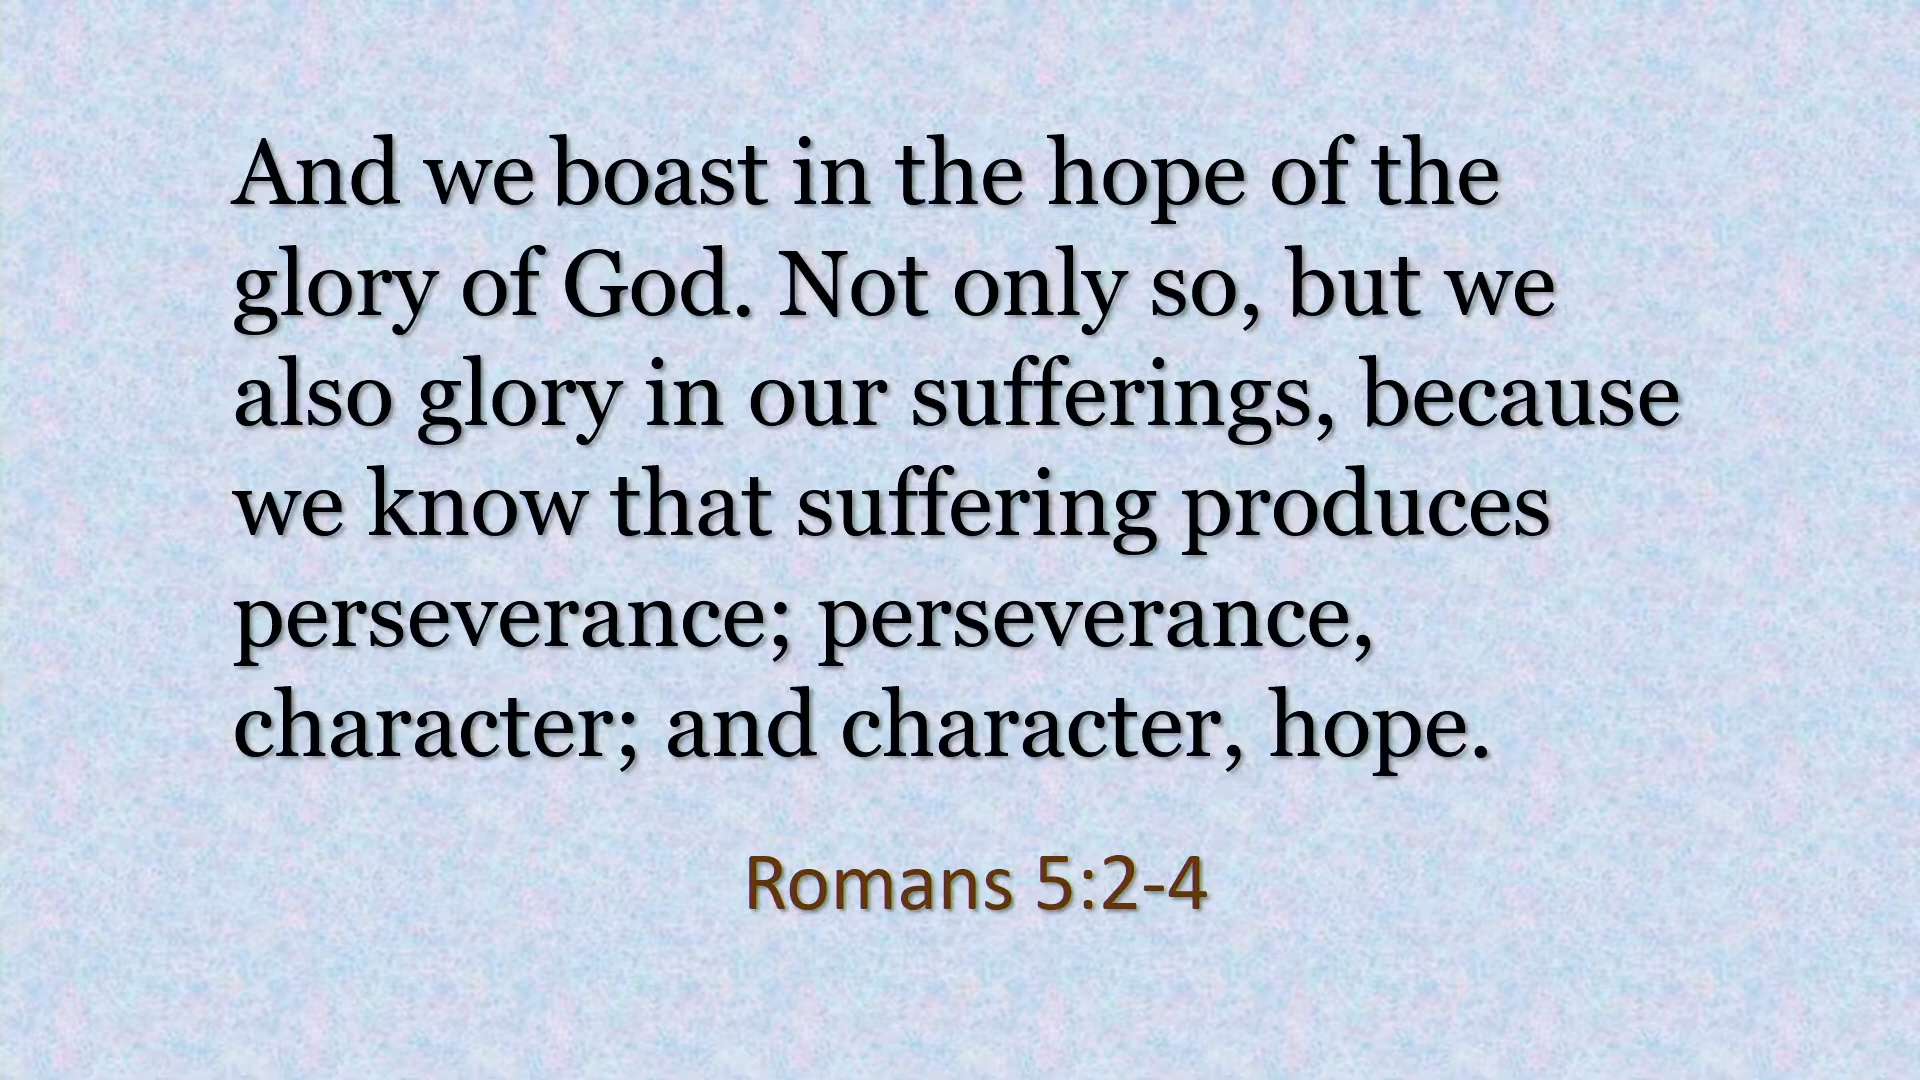 And we boast in the hope of the
glory of God. Not only so, but we
also glory in our sufferings, because
we know that suffering produces
perseverance; perseverance,
character; and character, hope.
Romans 5:2-4